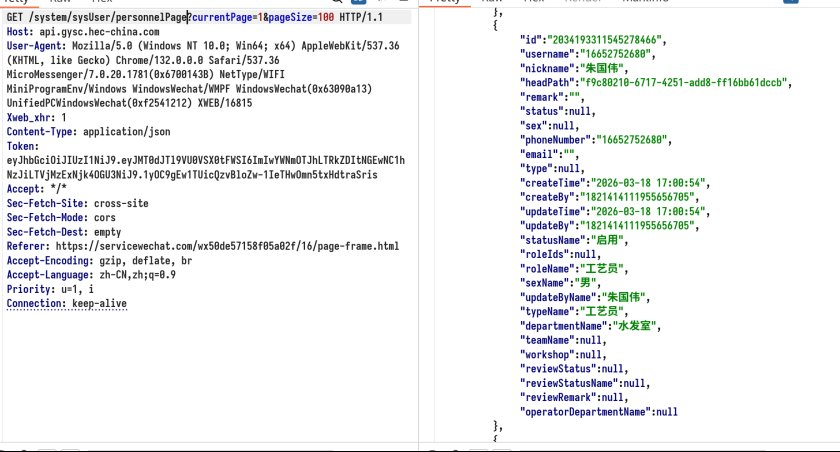 GET /system/sysUser/personnelPage?currentPage=1&pageSize=100 HTTP/1.1
Host: api.gysc.hec-china.com
User-Agent: Mozilla/5.0 (Windows NT 10.0; Win64; x64) AppleWebKit/537.36
(KHTML, like Gecko) Chrome/132.0.0.0 Safari/537.36
MicroMessenger/7.0.20.1781(0x6700143B) NetType/WIFI
MiniProgramEnv/Windows WindowsWechat/WMPF WindowsWechat(0x63090a13)
UnifiedPCWindowsWechat(0xf2541212) XWEB/16815
Xweb_xhr: 1
Content-Type: application/json
Token:
Accept: */*
Sec-Fetch-Site: cross-site
Sec-Fetch-Mode: cors
Sec-Fetch-Dest: empty
Referer: https://servicewechat.com/wx50de57158f05a02f/16/page-frame.html
Accept-Encoding: gzip, deflate, br
Accept-Language: zh-CN,zh;q=0.9
Priority: u=1, i
Connection: keep-alive
},
{
"id":"2034193311545278466",
"username":"16652752680",
"nickname":"朱国伟",
"headPath":"f9c80210-6717-4251-add8-ff16bb61dccb",
"remark":"",
"status":null,
"sex":null,
"phoneNumber":"16652752680",
"email":"",
"type":null,
"createTime":"2026-03-18 17:00:54",
"createBy":"1821414111955656705",
"updateTime":"2026-03-18 17:00:54",
"updateBy":"1821414111955656705",
"statusName":"启用",
"roleIds":null,
"roleName":"工艺员",
"sexName":"男",
"updateByName":"朱国伟",
"typeName":"工艺员",
"departmentName":"水发室",
"teamName":null,
"workshop":null,
"reviewStatus":null,
"reviewStatusName":null,
"reviewRemark":null,
"operatorDepartmentName":null
},
{